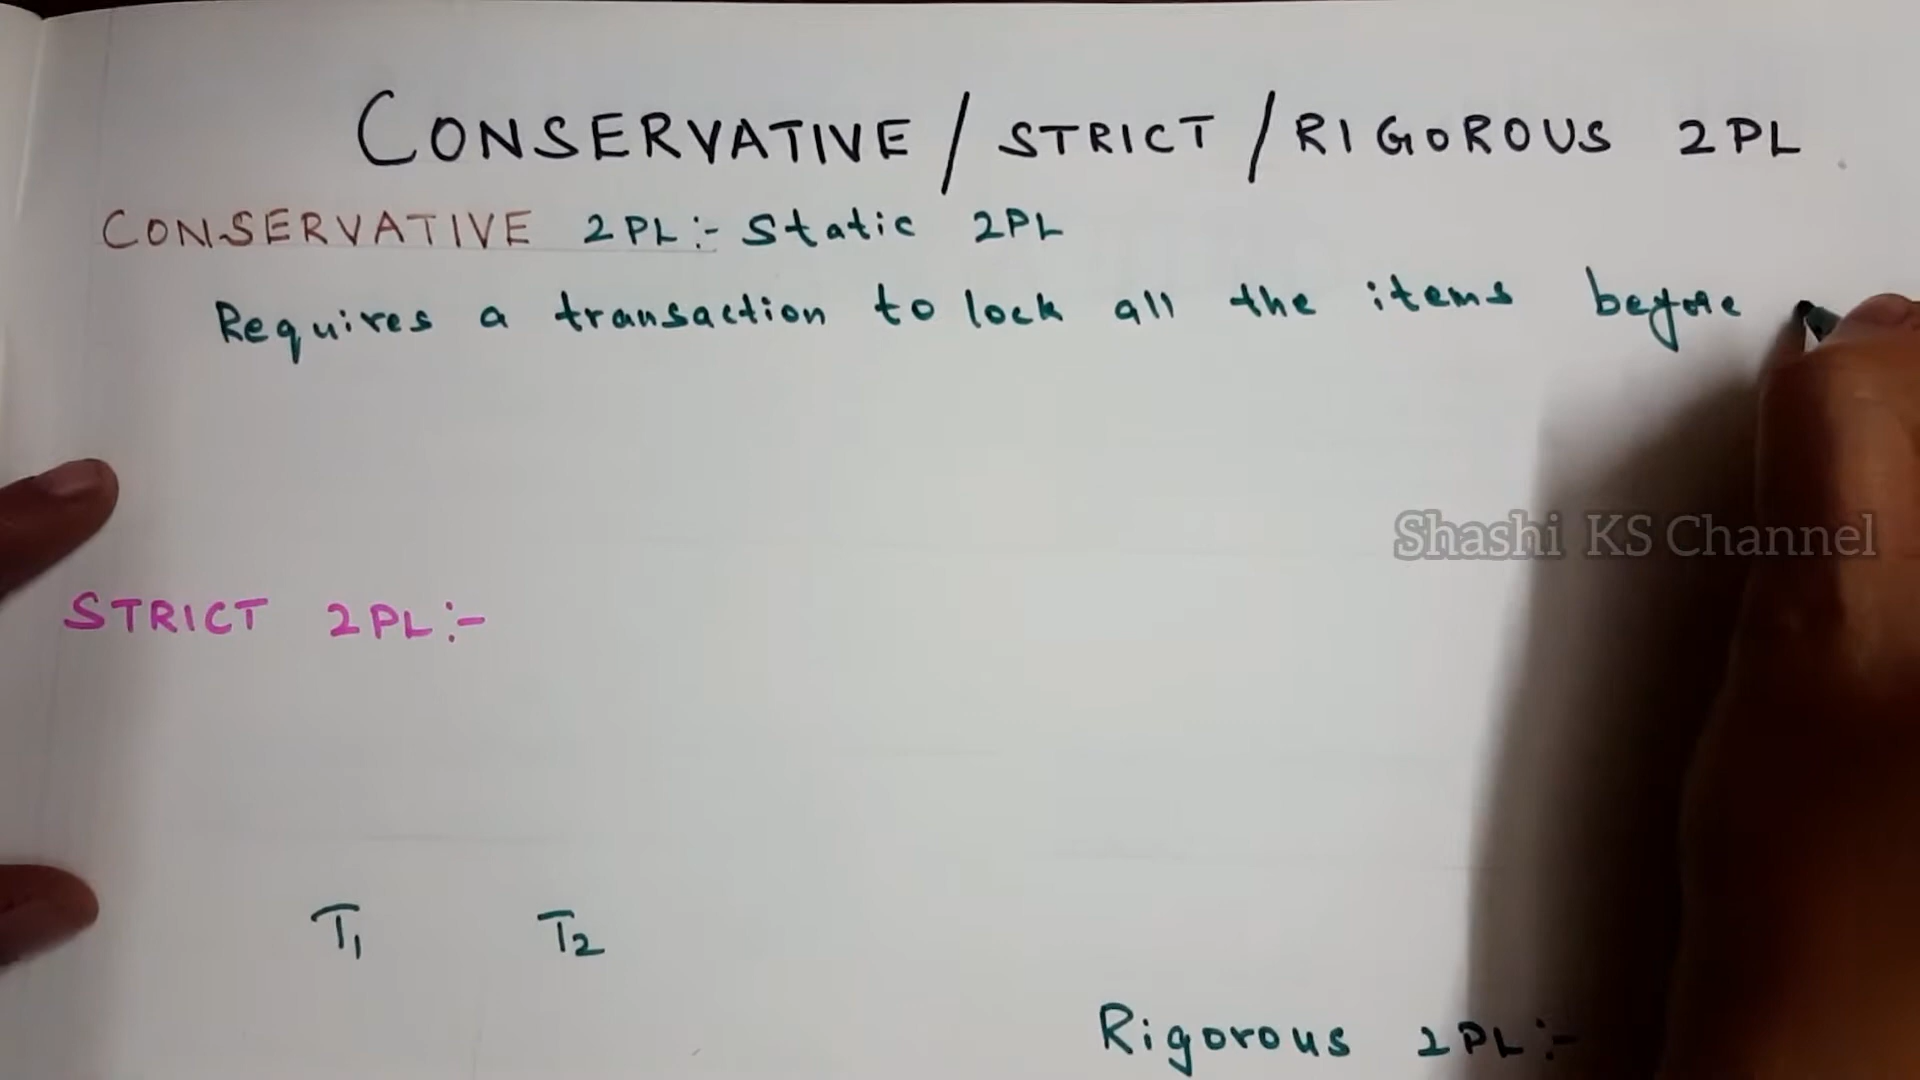 CONSERVATIVE / STRICT / RIGOROUS 2PL
CONSERVATIVE 2PL:- Static 2PL
Requires a transaction to lock all the items before
Shashi KS Channel
STRICT 2PL:-
T1 T2
Rigorous 2PL:-